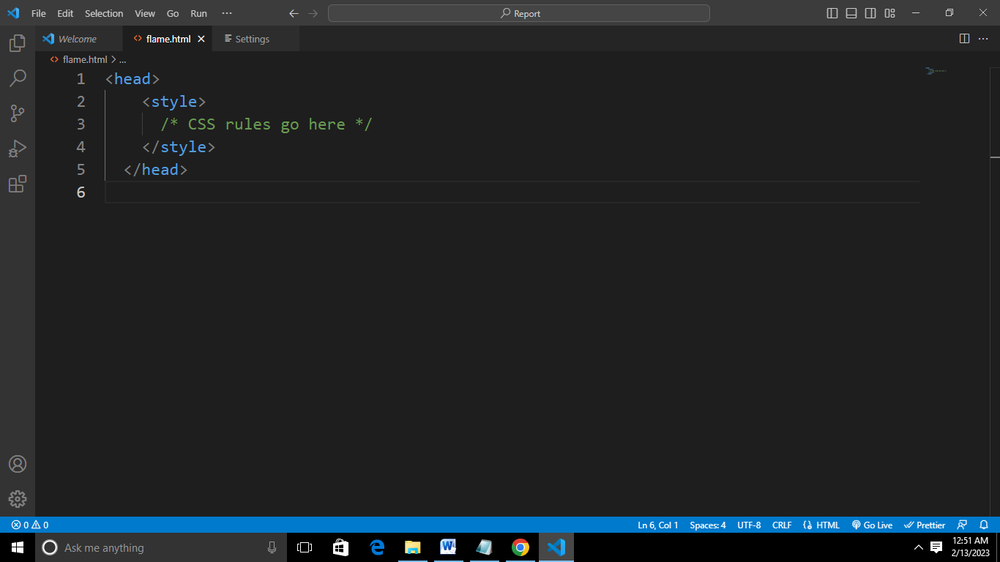 File Edit Selection View Go Run ···
Report
Welcome flame.html Settings
flame.html > ...
1 <head>
2 <style>
3 /* CSS rules go here */
4 </style>
5 </head>
6
0 0 Ln 6, Col 1 Spaces: 4 UTF-8 CRLF HTML Go Live Prettier
Ask me anything
12:51 AM
2/13/2023